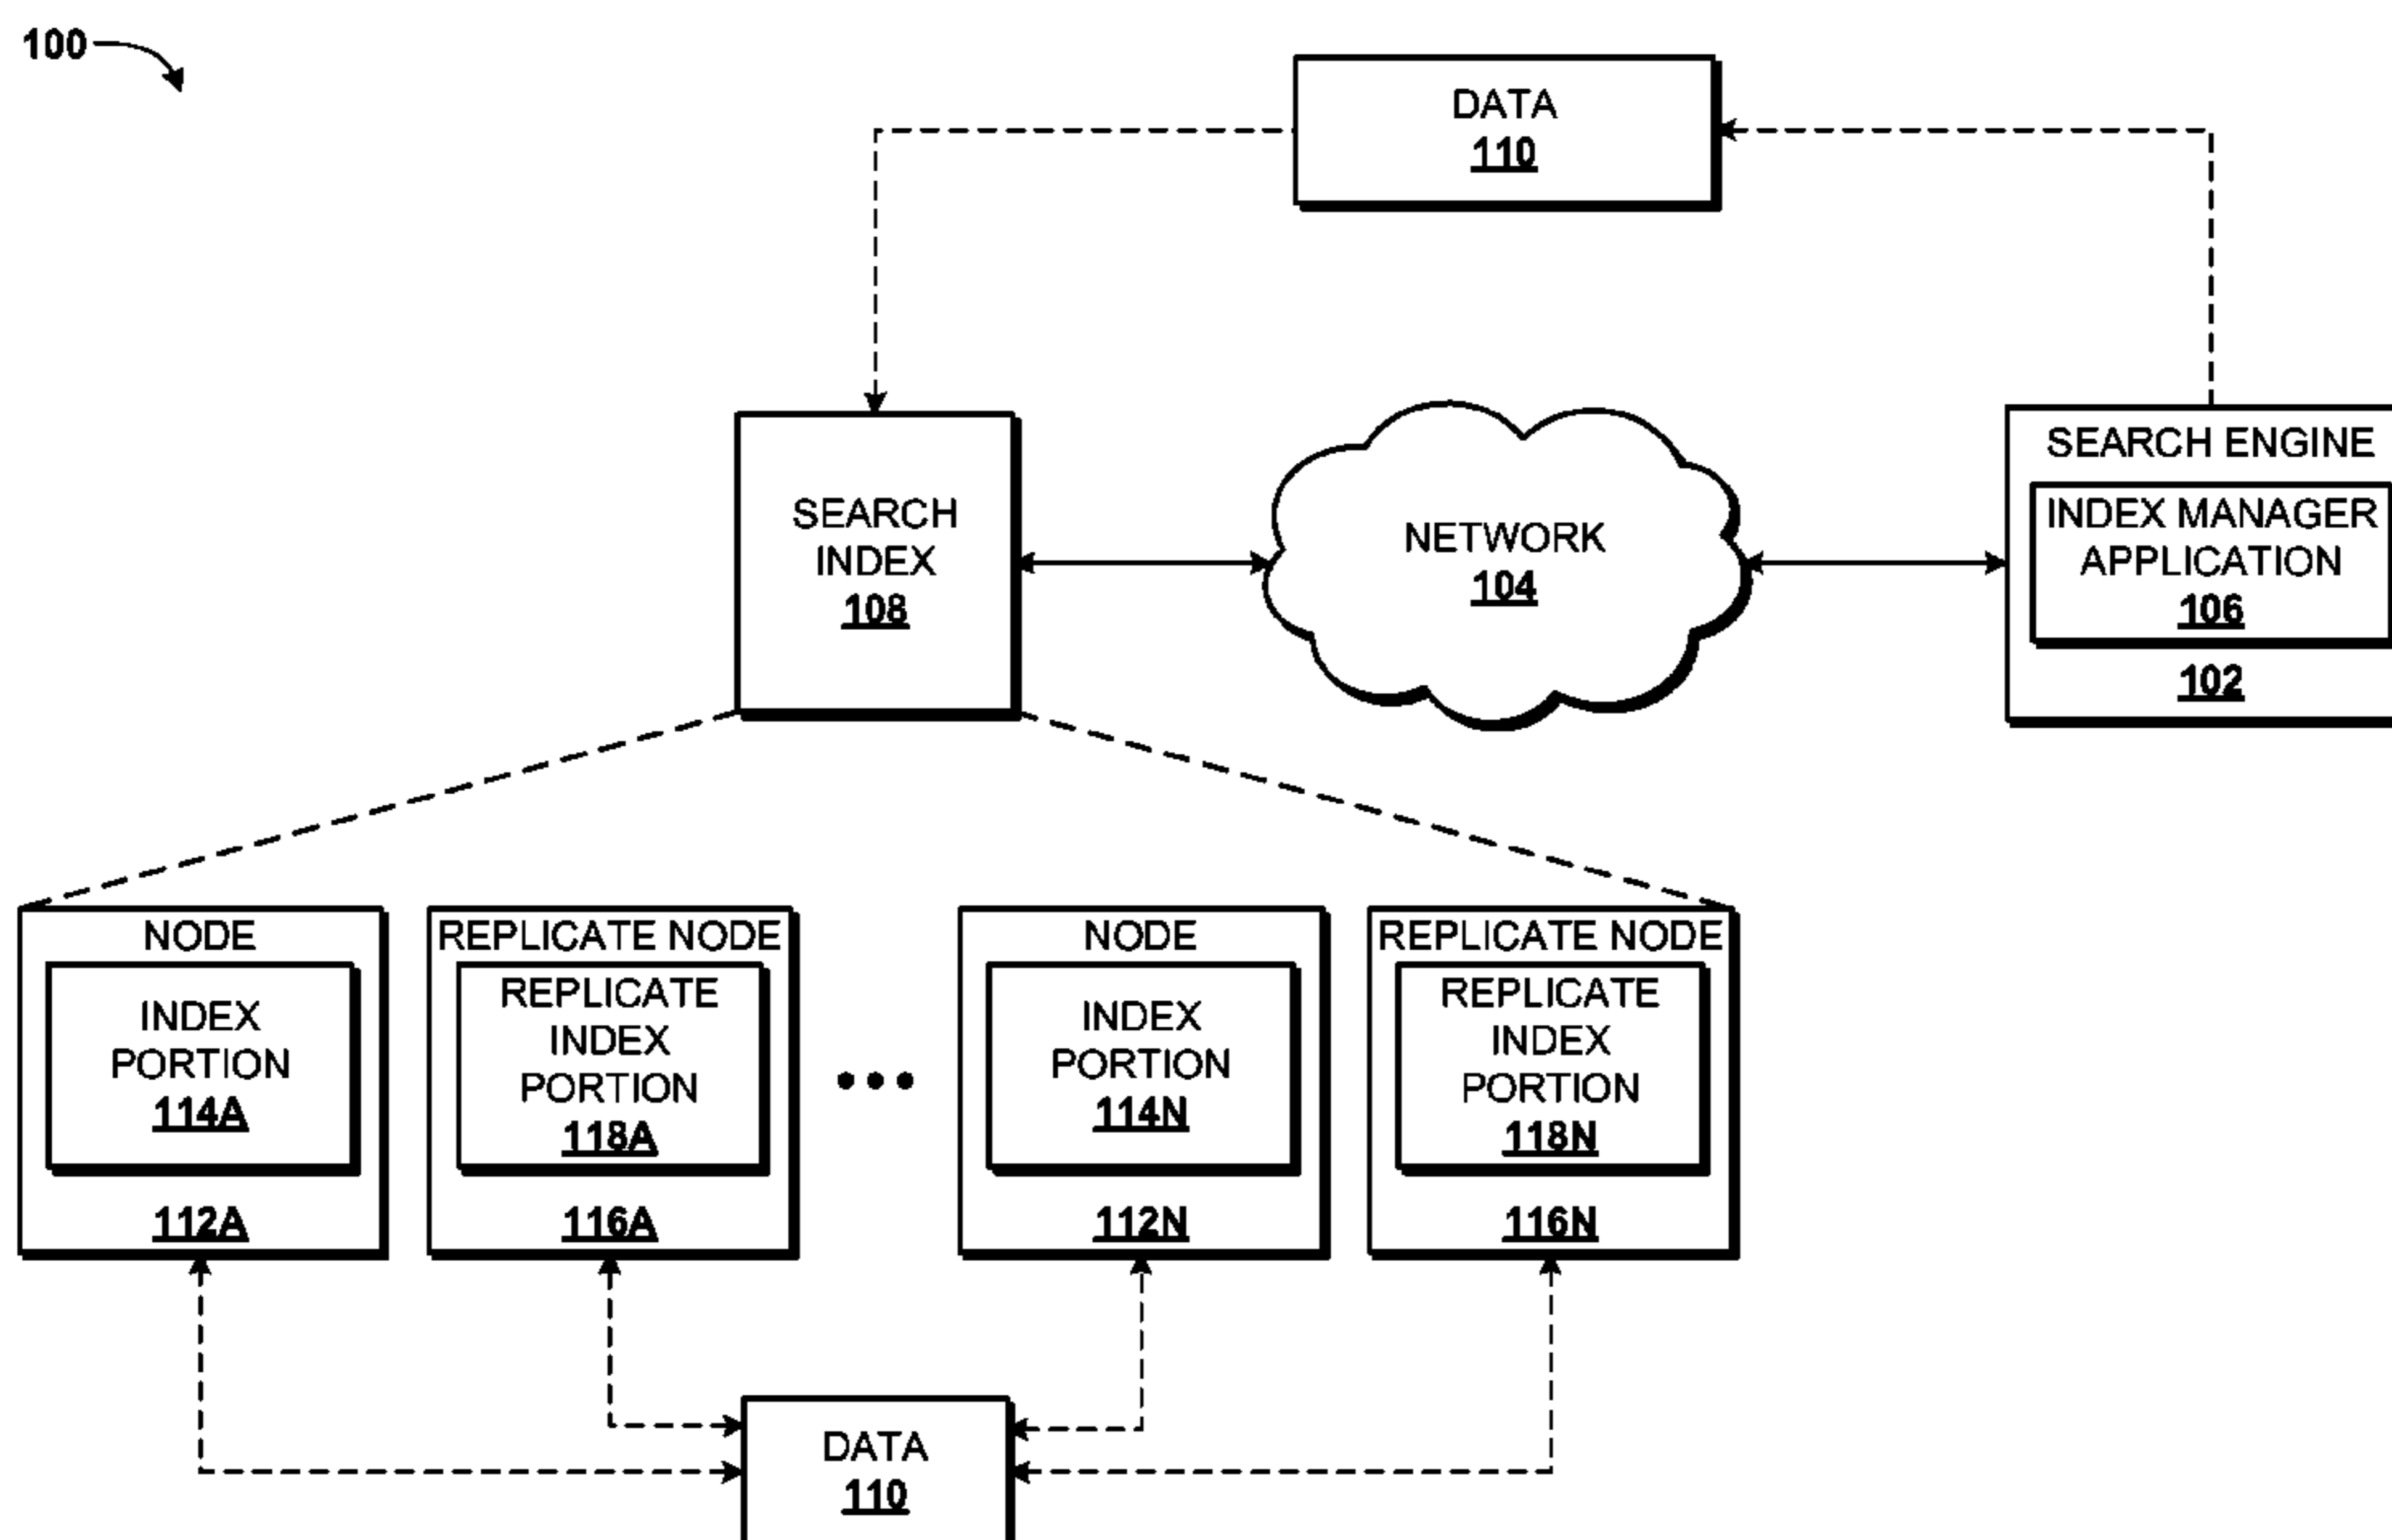 100
DATA
110
SEARCH
INDEX
108
NETWORK
104
SEARCH ENGINE
INDEX MANAGER
APPLICATION
106
102
NODE
INDEX
PORTION
114A
112A
REPLICATE NODE
REPLICATE
INDEX
PORTION
118A
116A
•••
NODE
INDEX
PORTION
114N
112N
REPLICATE NODE
REPLICATE
INDEX
PORTION
118N
116N
DATA
110